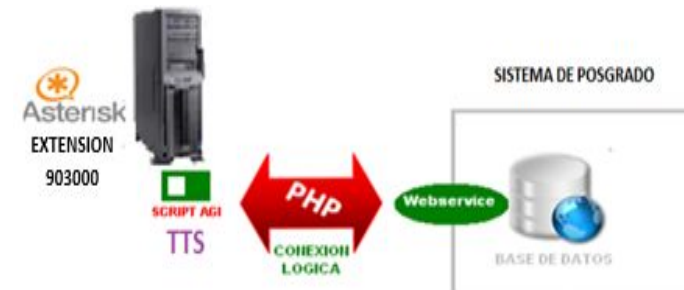 Asterisk
EXTENSION
903000
SCRIPT AGI
TTS
PHP
CONEXION
LOGICA
SISTEMA DE POSGRADO
Webservice
BASE DE DATOS